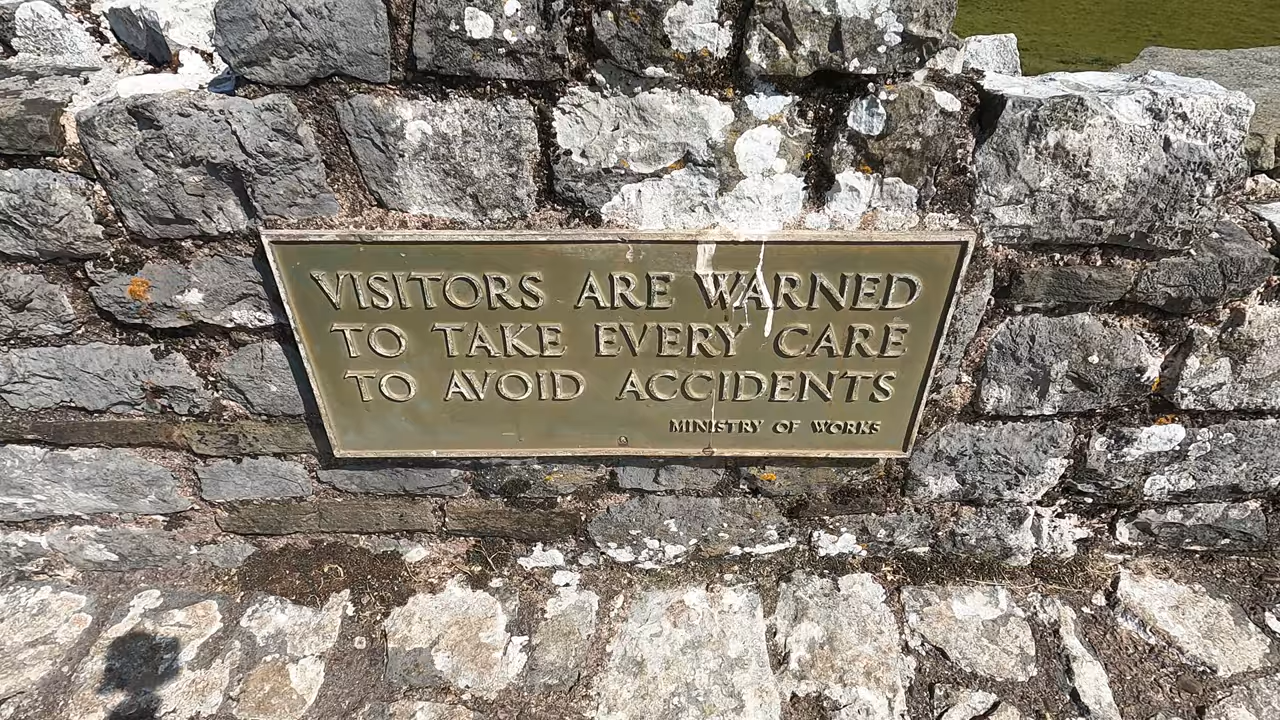 VISITORS ARE WARNED
TO TAKE EVERY CARE
TO AVOID ACCIDENTS
MINISTRY OF WORKS